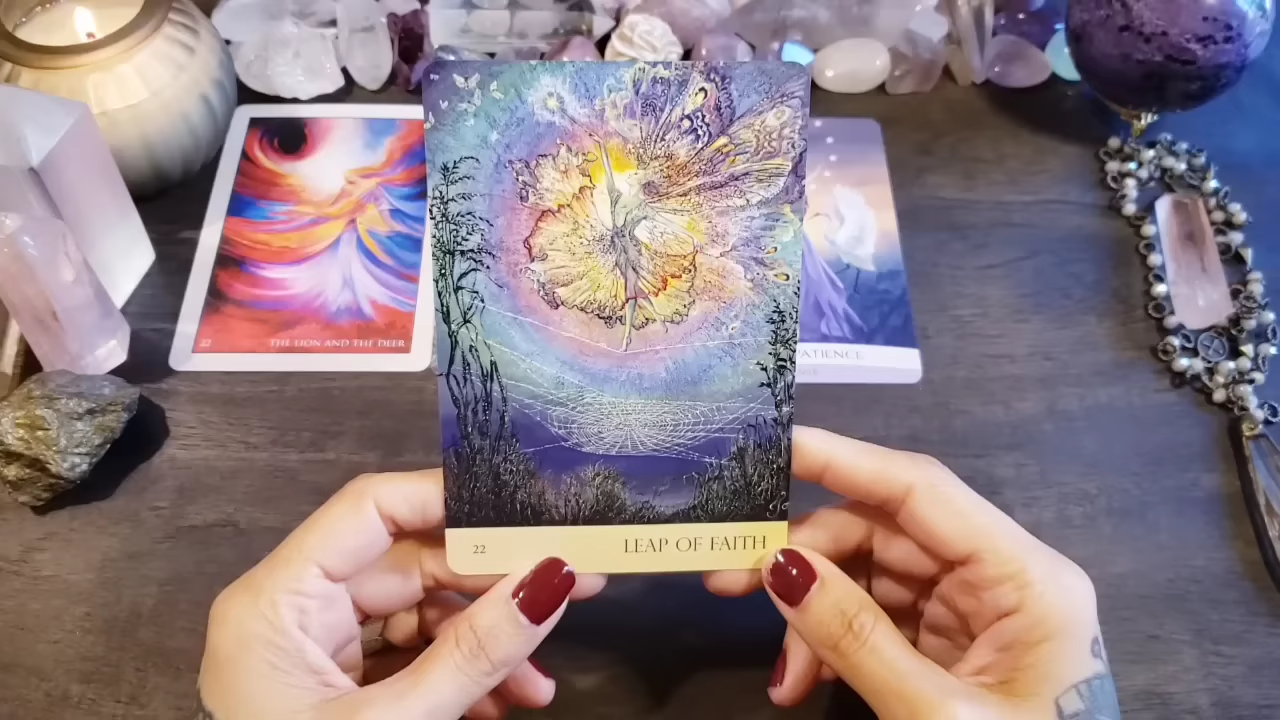 22 THE LION AND THE DEER
PATIENCE
22 LEAP OF FAITH